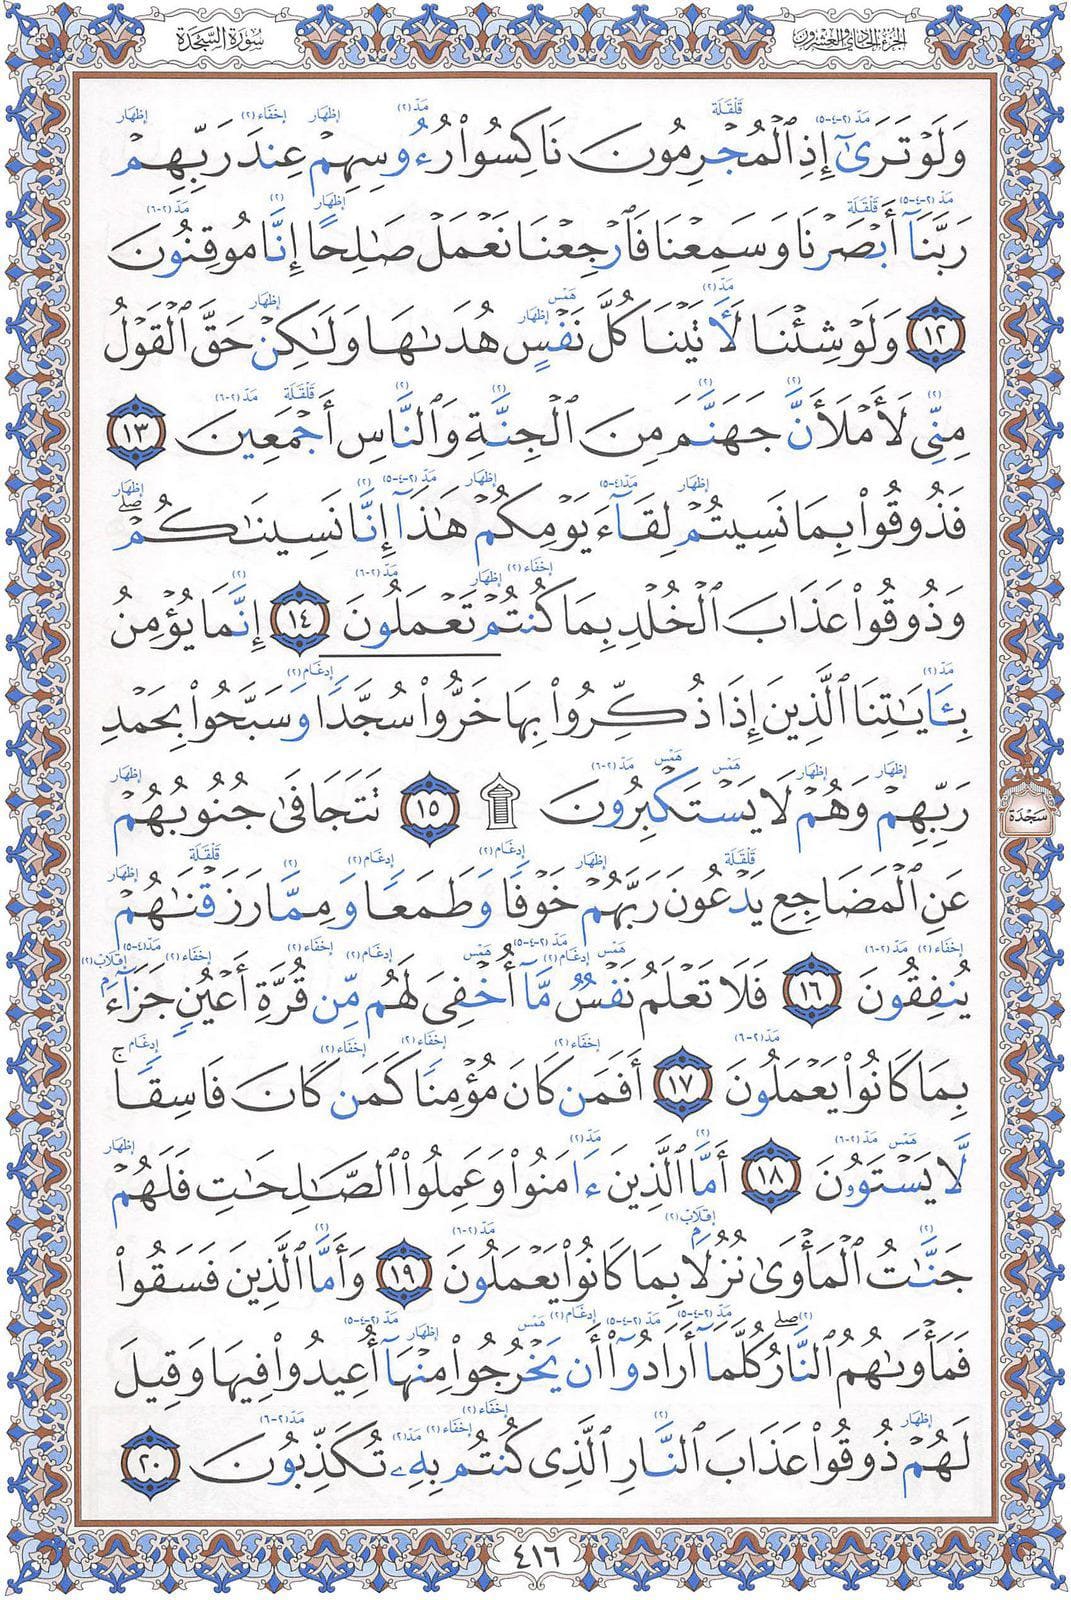 الجزء الحادي والعشرون
سورة السجدة
وَلَوْ تَرَىٰٓ إِذِ ٱلْمُجْرِمُونَ نَاكِسُوا۟ رُءُوسِهِمْ عِندَ رَبِّهِمْ
رَبَّنَآ أَبْصَرْنَا وَسَمِعْنَا فَٱرْجِعْنَا نَعْمَلْ صَٰلِحًا إِنَّا مُوقِنُونَ
١٢ وَلَوْ شِئْنَا لَءَاتَيْنَا كُلَّ نَفْسٍ هُدَىٰهَا وَلَٰكِنْ حَقَّ ٱلْقَوْلُ
مِنِّى لَأَمْلَأَنَّ جَهَنَّمَ مِنَ ٱلْجِنَّةِ وَٱلنَّاسِ أَجْمَعِينَ ١٣
فَذُوقُوا۟ بِمَا نَسِيتُمْ لِقَآءَ يَوْمِكُمْ هَٰذَآ إِنَّا نَسِينَٰكُمْ ۖ
وَذُوقُوا۟ عَذَابَ ٱلْخُلْدِ بِمَا كُنتُمْ تَعْمَلُونَ ١٤ إِنَّمَا يُؤْمِنُ
بِـَٔايَٰتِنَا ٱلَّذِينَ إِذَا ذُكِّرُوا۟ بِهَا خَرُّوا۟ سُجَّدًا وَسَبَّحُوا۟ بِحَمْدِ
رَبِّهِمْ وَهُمْ لَا يَسْتَكْبِرُونَ ۩ ١٥ تَتَجَافَىٰ جُنُوبُهُمْ
سَجْدَة
عَنِ ٱلْمَضَاجِعِ يَدْعُونَ رَبَّهُمْ خَوْفًا وَطَمَعًا وَمِمَّا رَزَقْنَٰهُمْ
يُنفِقُونَ ١٦ فَلَا تَعْلَمُ نَفْسٌ مَّآ أُخْفِىَ لَهُم مِّن قُرَّةِ أَعْيُنٍ جَزَآءًۢ
بِمَا كَانُوا۟ يَعْمَلُونَ ١٧ أَفَمَن كَانَ مُؤْمِنًا كَمَن كَانَ فَاسِقًا ۚ
لَّا يَسْتَوُۥنَ ١٨ أَمَّا ٱلَّذِينَ ءَامَنُوا۟ وَعَمِلُوا۟ ٱلصَّٰلِحَٰتِ فَلَهُمْ
جَنَّٰتُ ٱلْمَأْوَىٰ نُزُلًۢا بِمَا كَانُوا۟ يَعْمَلُونَ ١٩ وَأَمَّا ٱلَّذِينَ فَسَقُوا۟
فَمَأْوَىٰهُمُ ٱلنَّارُ ۖ كُلَّمَآ أَرَادُوٓا۟ أَن يَخْرُجُوا۟ مِنْهَآ أُعِيدُوا۟ فِيهَا وَقِيلَ
لَهُمْ ذُوقُوا۟ عَذَابَ ٱلنَّارِ ٱلَّذِى كُنتُم بِهِۦ تُكَذِّبُونَ ٢٠
٤١٦